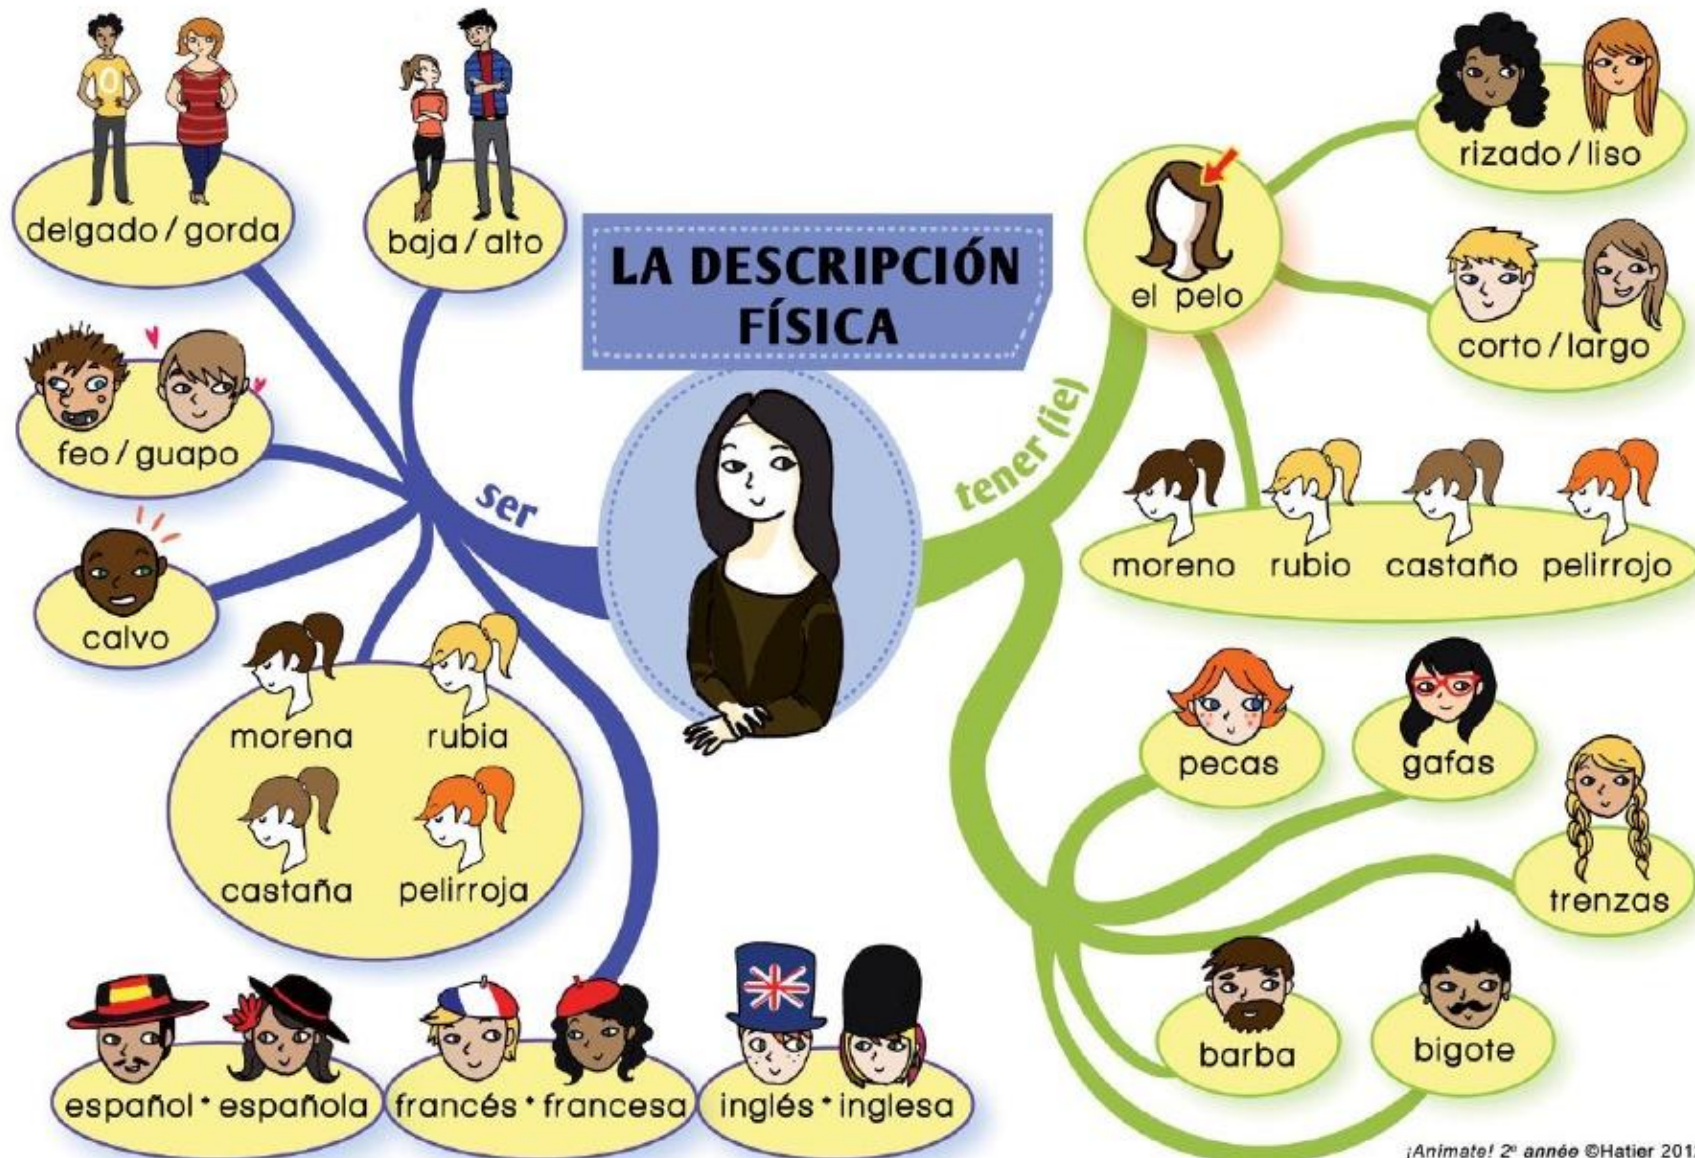 LA DESCRIPCIÓN
FÍSICA
ser
delgado / gorda
baja / alto
feo / guapo
calvo
morena rubia
castaña pelirroja
español * española
francés * francesa
inglés * inglesa
tener (ie)
el pelo
rizado / liso
corto / largo
moreno rubio castaño pelirrojo
pecas
gafas
trenzas
barba
bigote
¡Animate! 2e année ©Hatier 201